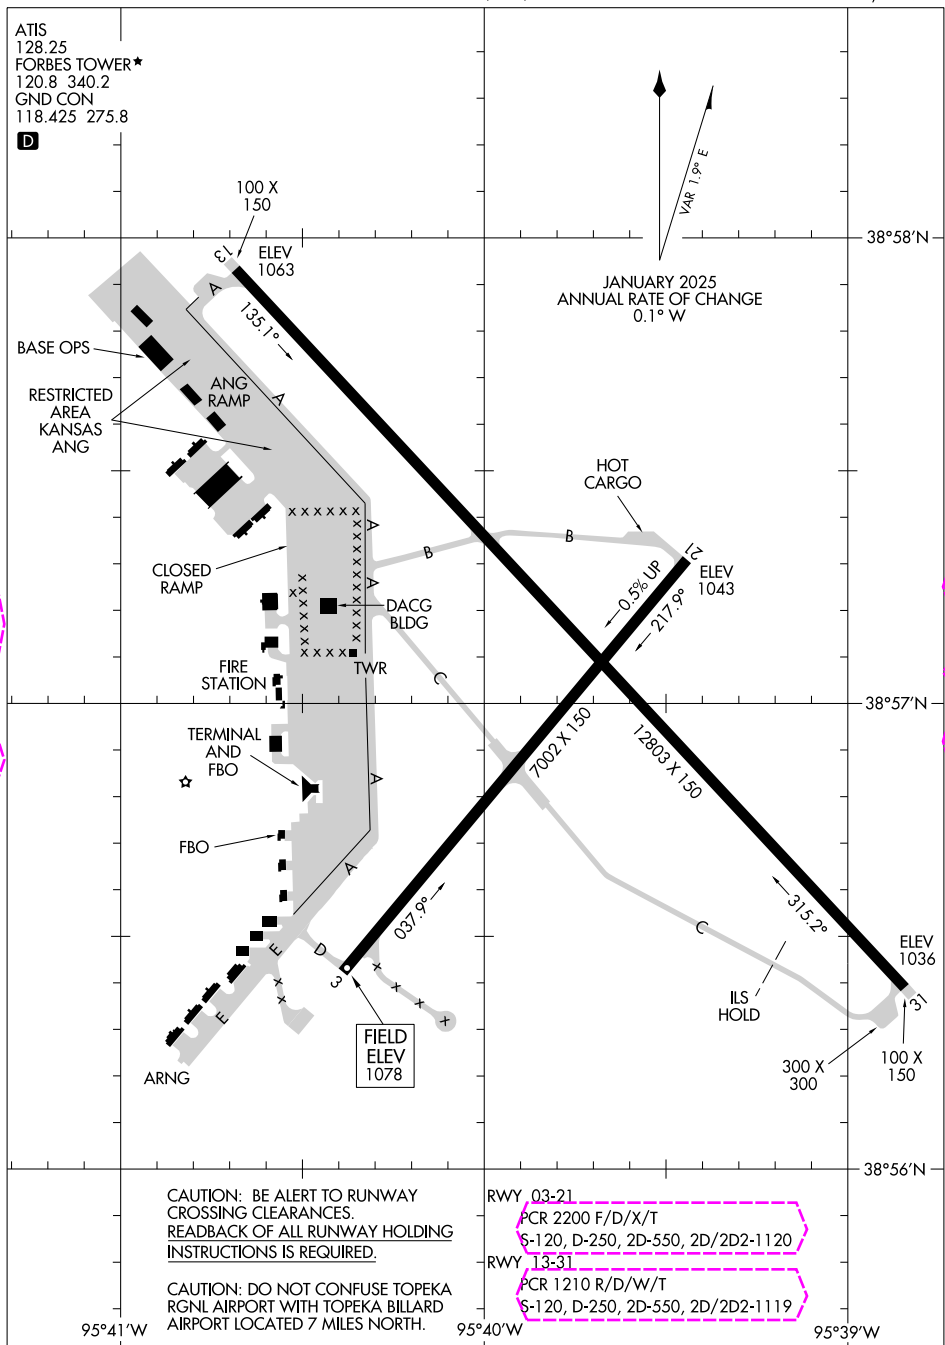 ATIS
128.25
FORBES TOWER★
120.8 340.2
GND CON
118.425 275.8
D
VAR 1.9° E
JANUARY 2025
ANNUAL RATE OF CHANGE
0.1° W
38°58'N
100 X
150
13
ELEV
1063
135.1°
A
BASE OPS
ANG
RAMP
A
RESTRICTED
AREA
KANSAS
ANG
HOT
CARGO
X X X X X X
A
B
B
21
ELEV
1043
0.5% UP
217.9°
CLOSED
RAMP
A
DACG
BLDG
X X X X
TWR
C
FIRE
STATION
38°57'N
7002 X 150
12803 X 150
TERMINAL
AND
FBO
A
FBO
A
037.9°
315.2°
C
ELEV
1036
E
D
3
ILS
HOLD
31
E
X X
X X X X
FIELD
ELEV
1078
300 X
300
100 X
150
ARNG
38°56'N
CAUTION: BE ALERT TO RUNWAY
CROSSING CLEARANCES.
READBACK OF ALL RUNWAY HOLDING
INSTRUCTIONS IS REQUIRED.
CAUTION: DO NOT CONFUSE TOPEKA
RGNL AIRPORT WITH TOPEKA BILLARD
AIRPORT LOCATED 7 MILES NORTH.
RWY 03-21
PCR 2200 F/D/X/T
S-120, D-250, 2D-550, 2D/2D2-1120
RWY 13-31
PCR 1210 R/D/W/T
S-120, D-250, 2D-550, 2D/2D2-1119
95°41'W
95°40'W
95°39'W